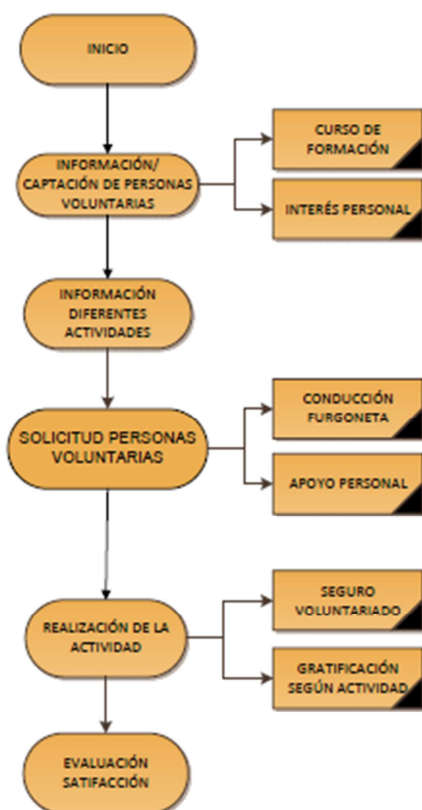 INICIO
INFORMACIÓN/
CAPTACIÓN DE PERSONAS
VOLUNTARIAS
CURSO DE
FORMACIÓN
INTERÉS PERSONAL
INFORMACIÓN
DIFERENTES
ACTIVIDADES
SOLICITUD PERSONAS
VOLUNTARIAS
CONDUCCIÓN
FURGONETA
APOYO PERSONAL
REALIZACIÓN DE LA
ACTIVIDAD
SEGURO
VOLUNTARIADO
GRATIFICACIÓN
SEGÚN ACTIVIDAD
EVALUACIÓN
SATIFACCIÓN